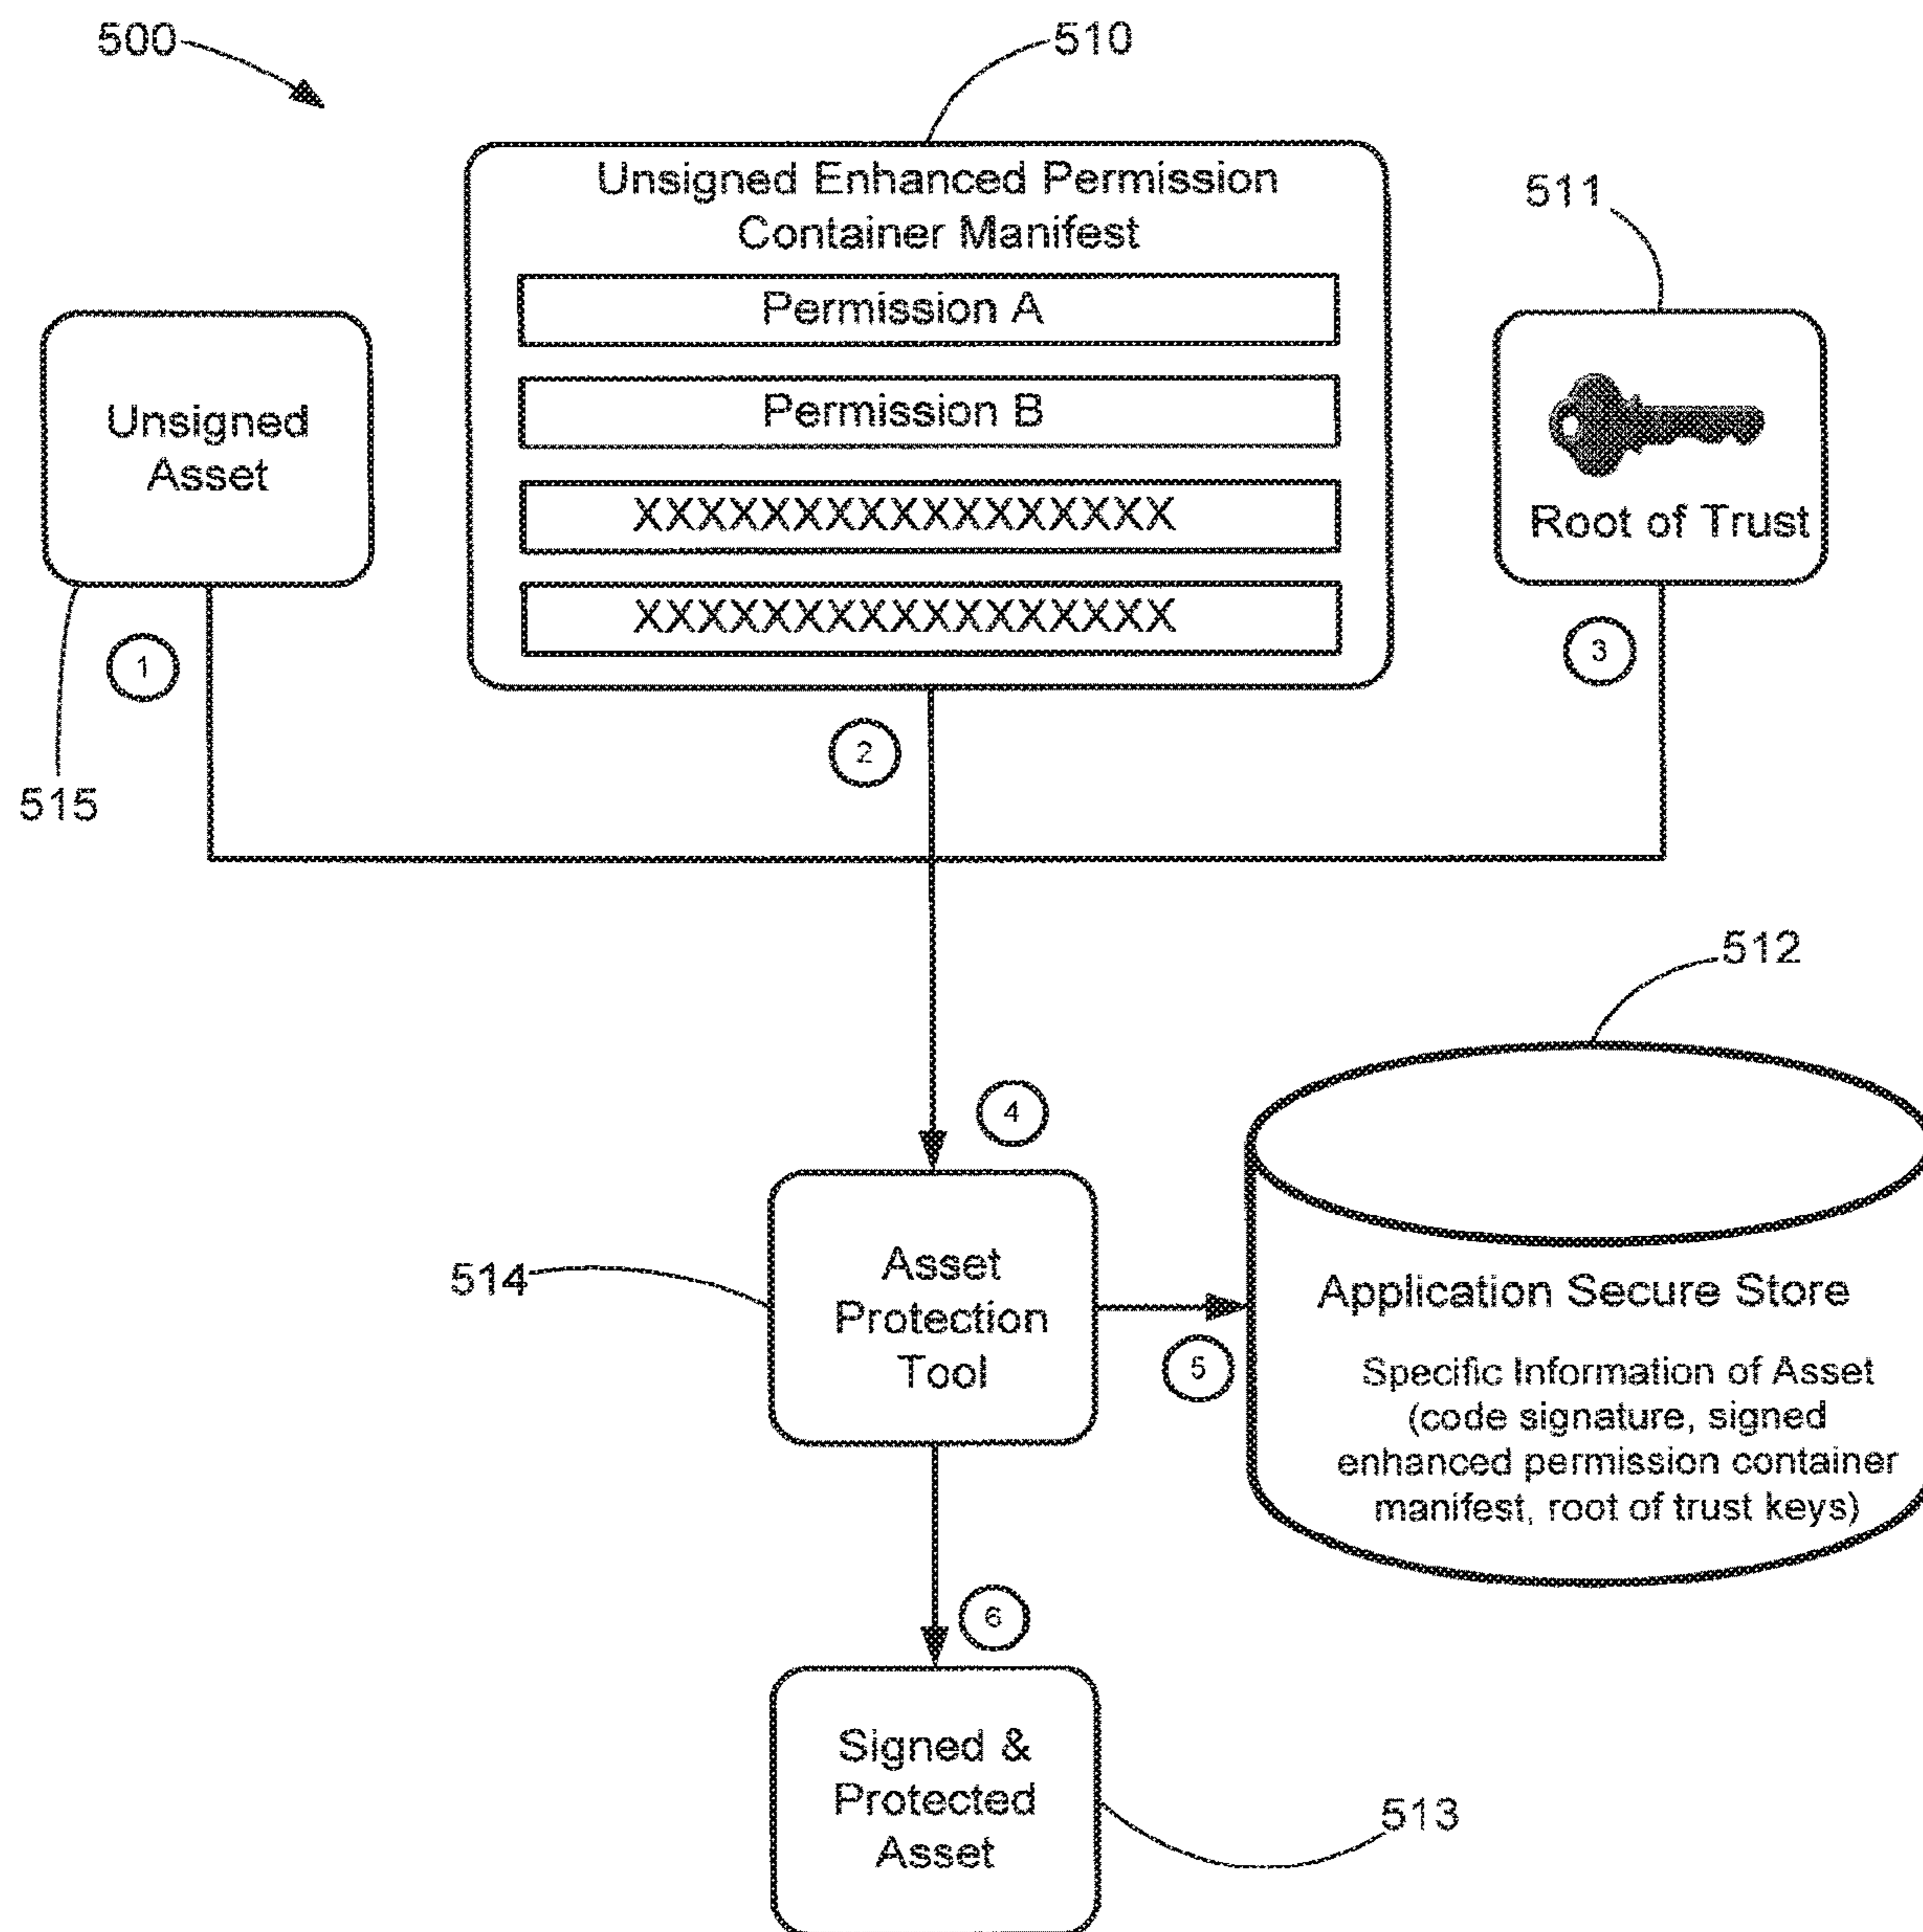 500
510
Unsigned Enhanced Permission
Container Manifest
511
Permission A
Permission B
XXXXXXXXXXXXXXXXX
XXXXXXXXXXXXXXXXX
Unsigned
Asset
Root of Trust
1
3
2
515
512
4
514
Asset
Protection
Tool
Application Secure Store
5
Specific Information of Asset
(code signature, signed
enhanced permission container
manifest, root of trust keys)
6
Signed &
Protected
Asset
513